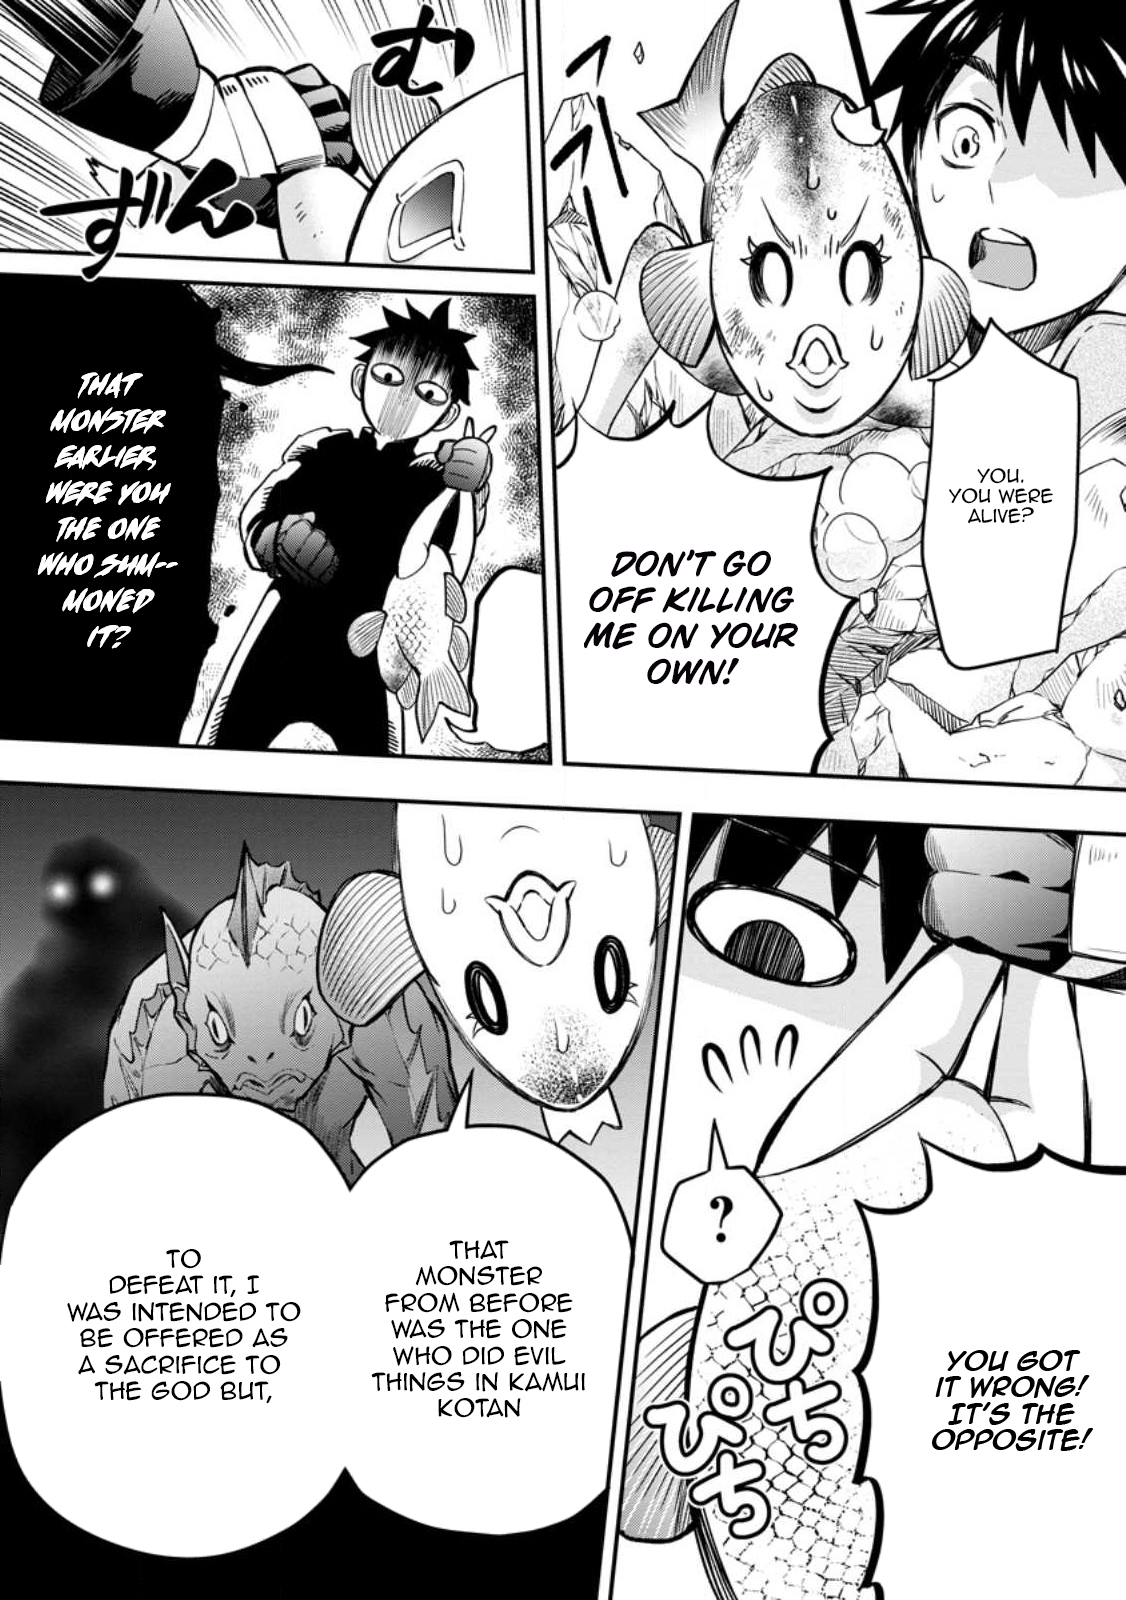 YOU,
YOU WERE
ALIVE?
DON'T GO
OFF KILLING
ME ON YOUR
OWN!
むずん
THAT
MONSTER
EARLIER,
WERE YOU
THE ONE
WHO SUM--
MONED
IT?
?
ぴち
ぴち
YOU GOT
IT WRONG!
IT'S THE
OPPOSITE!
THAT
MONSTER
FROM BEFORE
WAS THE ONE
WHO DID EVIL
THINGS IN KAMUI
KOTAN
TO
DEFEAT IT, I
WAS INTENDED TO
BE OFFERED AS
A SACRIFICE TO
THE GOD BUT,